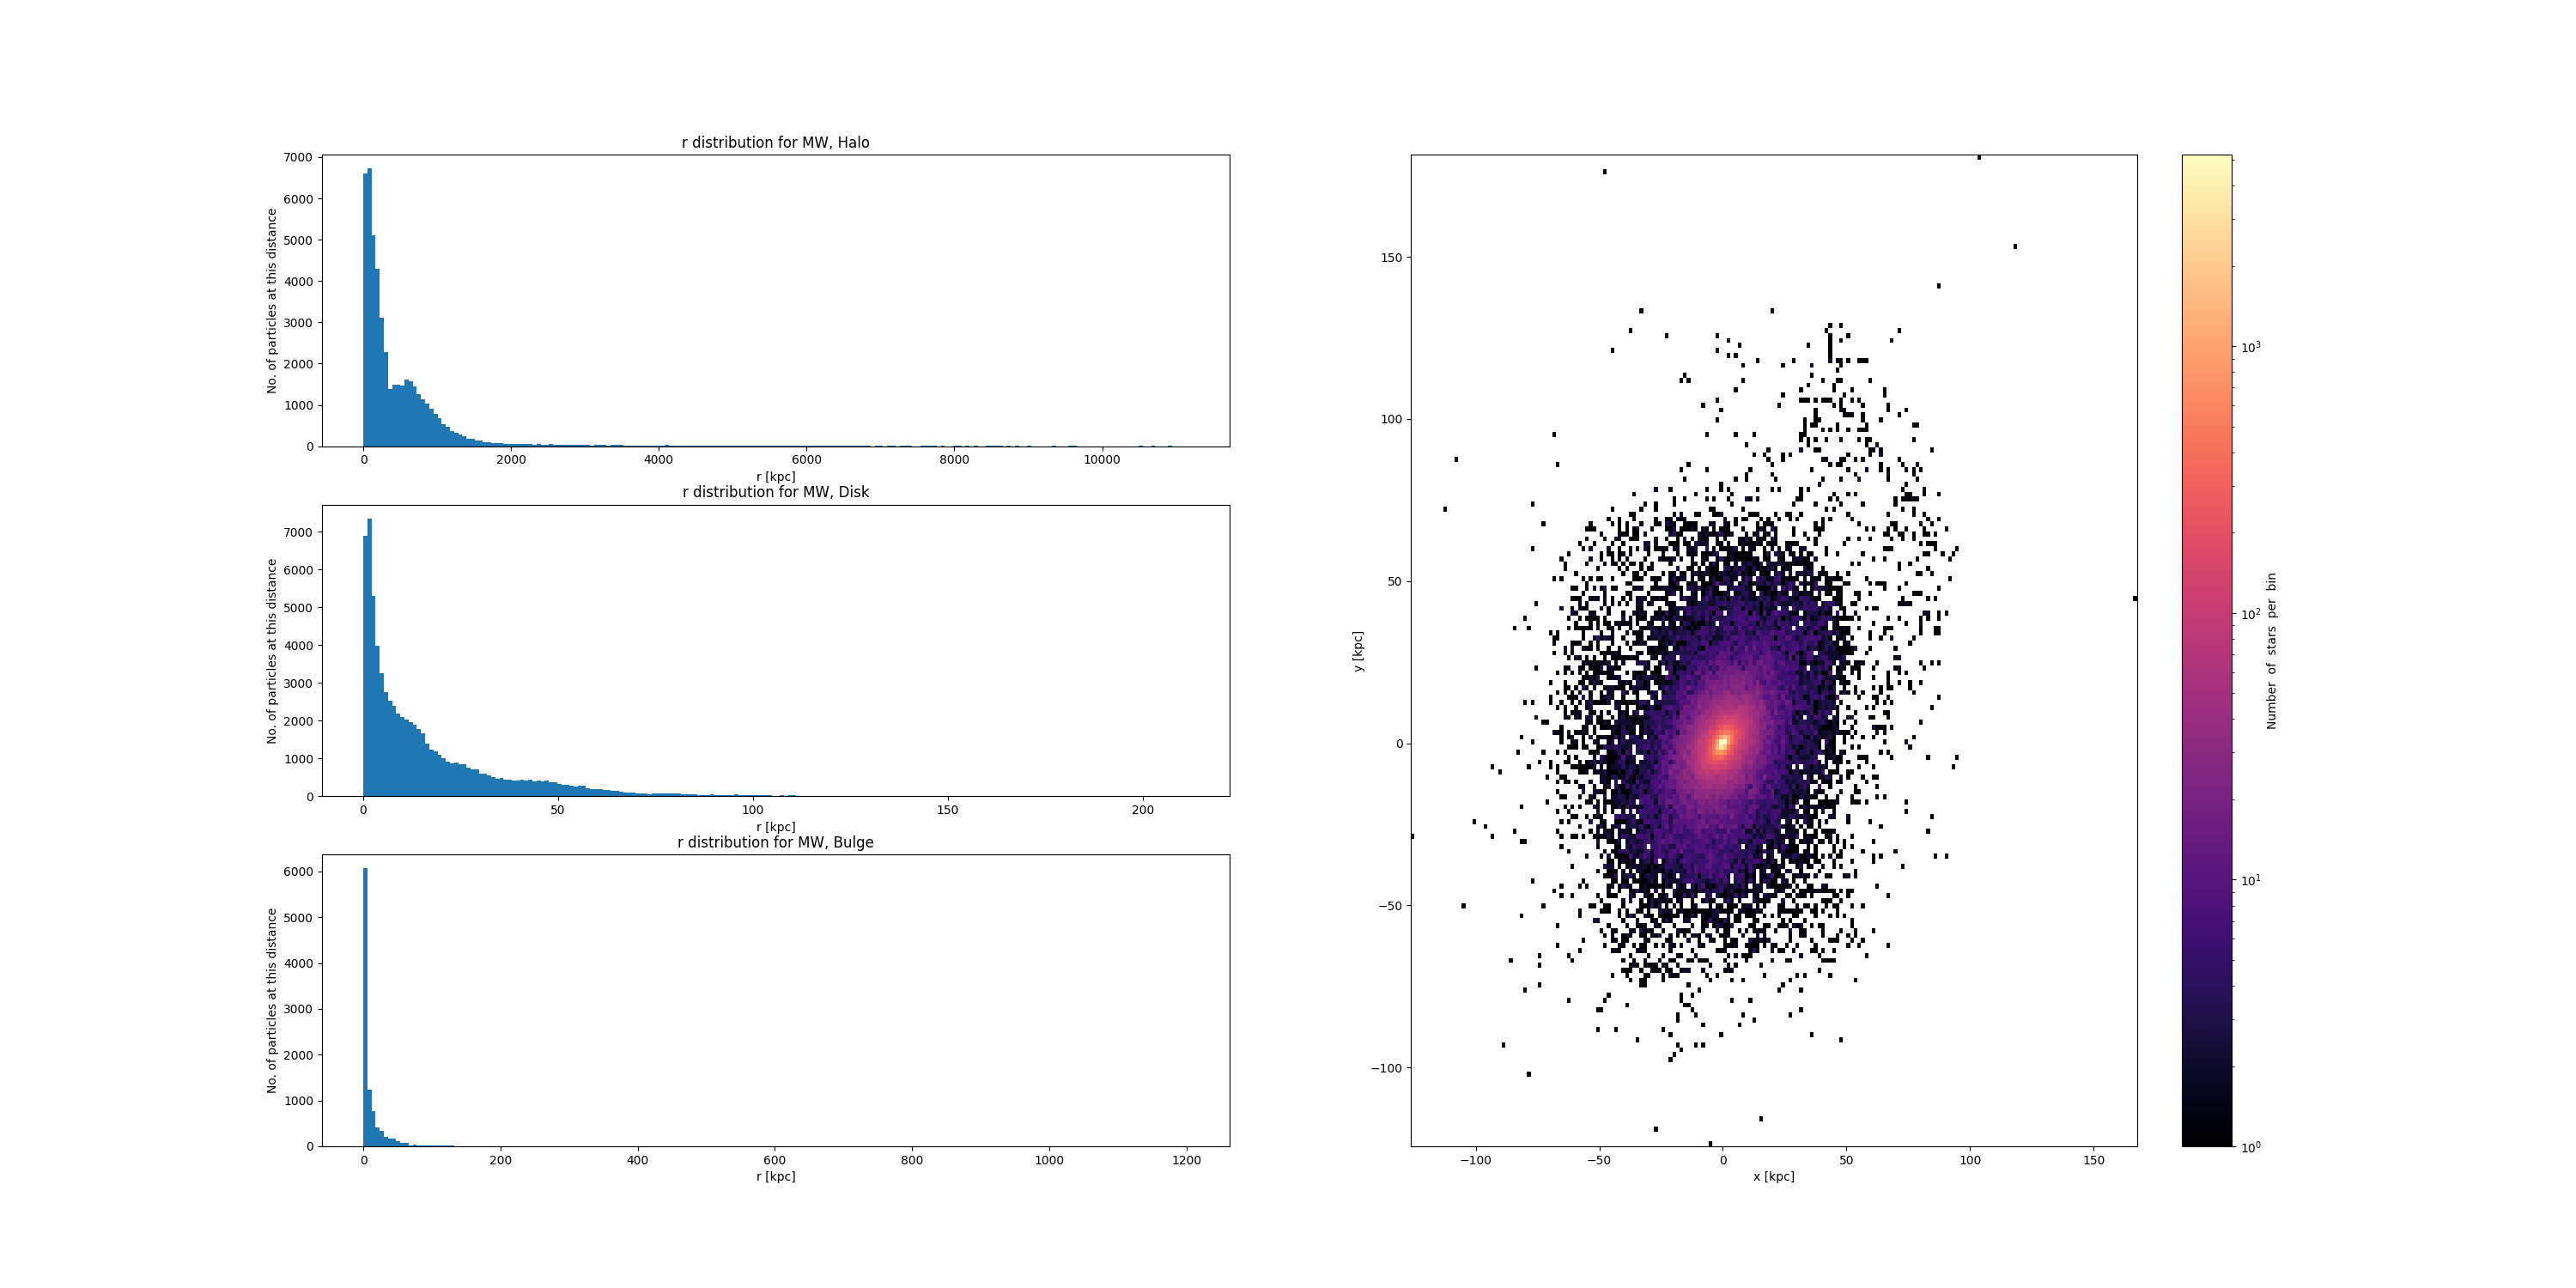 r distribution for MW, Halo
No. of particles at this distance
7000
6000
5000
4000
3000
2000
1000
0
0 2000 4000 6000 8000 10000
r [kpc]
r distribution for MW, Disk
No. of particles at this distance
7000
6000
5000
4000
3000
2000
1000
0
0 50 100 150 200
r [kpc]
r distribution for MW, Bulge
No. of particles at this distance
6000
5000
4000
3000
2000
1000
0
0 200 400 600 800 1000 1200
r [kpc]
y [kpc]
150
100
50
0
−50
−100
−100 −50 0 50 100 150
x [kpc]
10³
10²
10¹
10⁰
Number of stars per bin